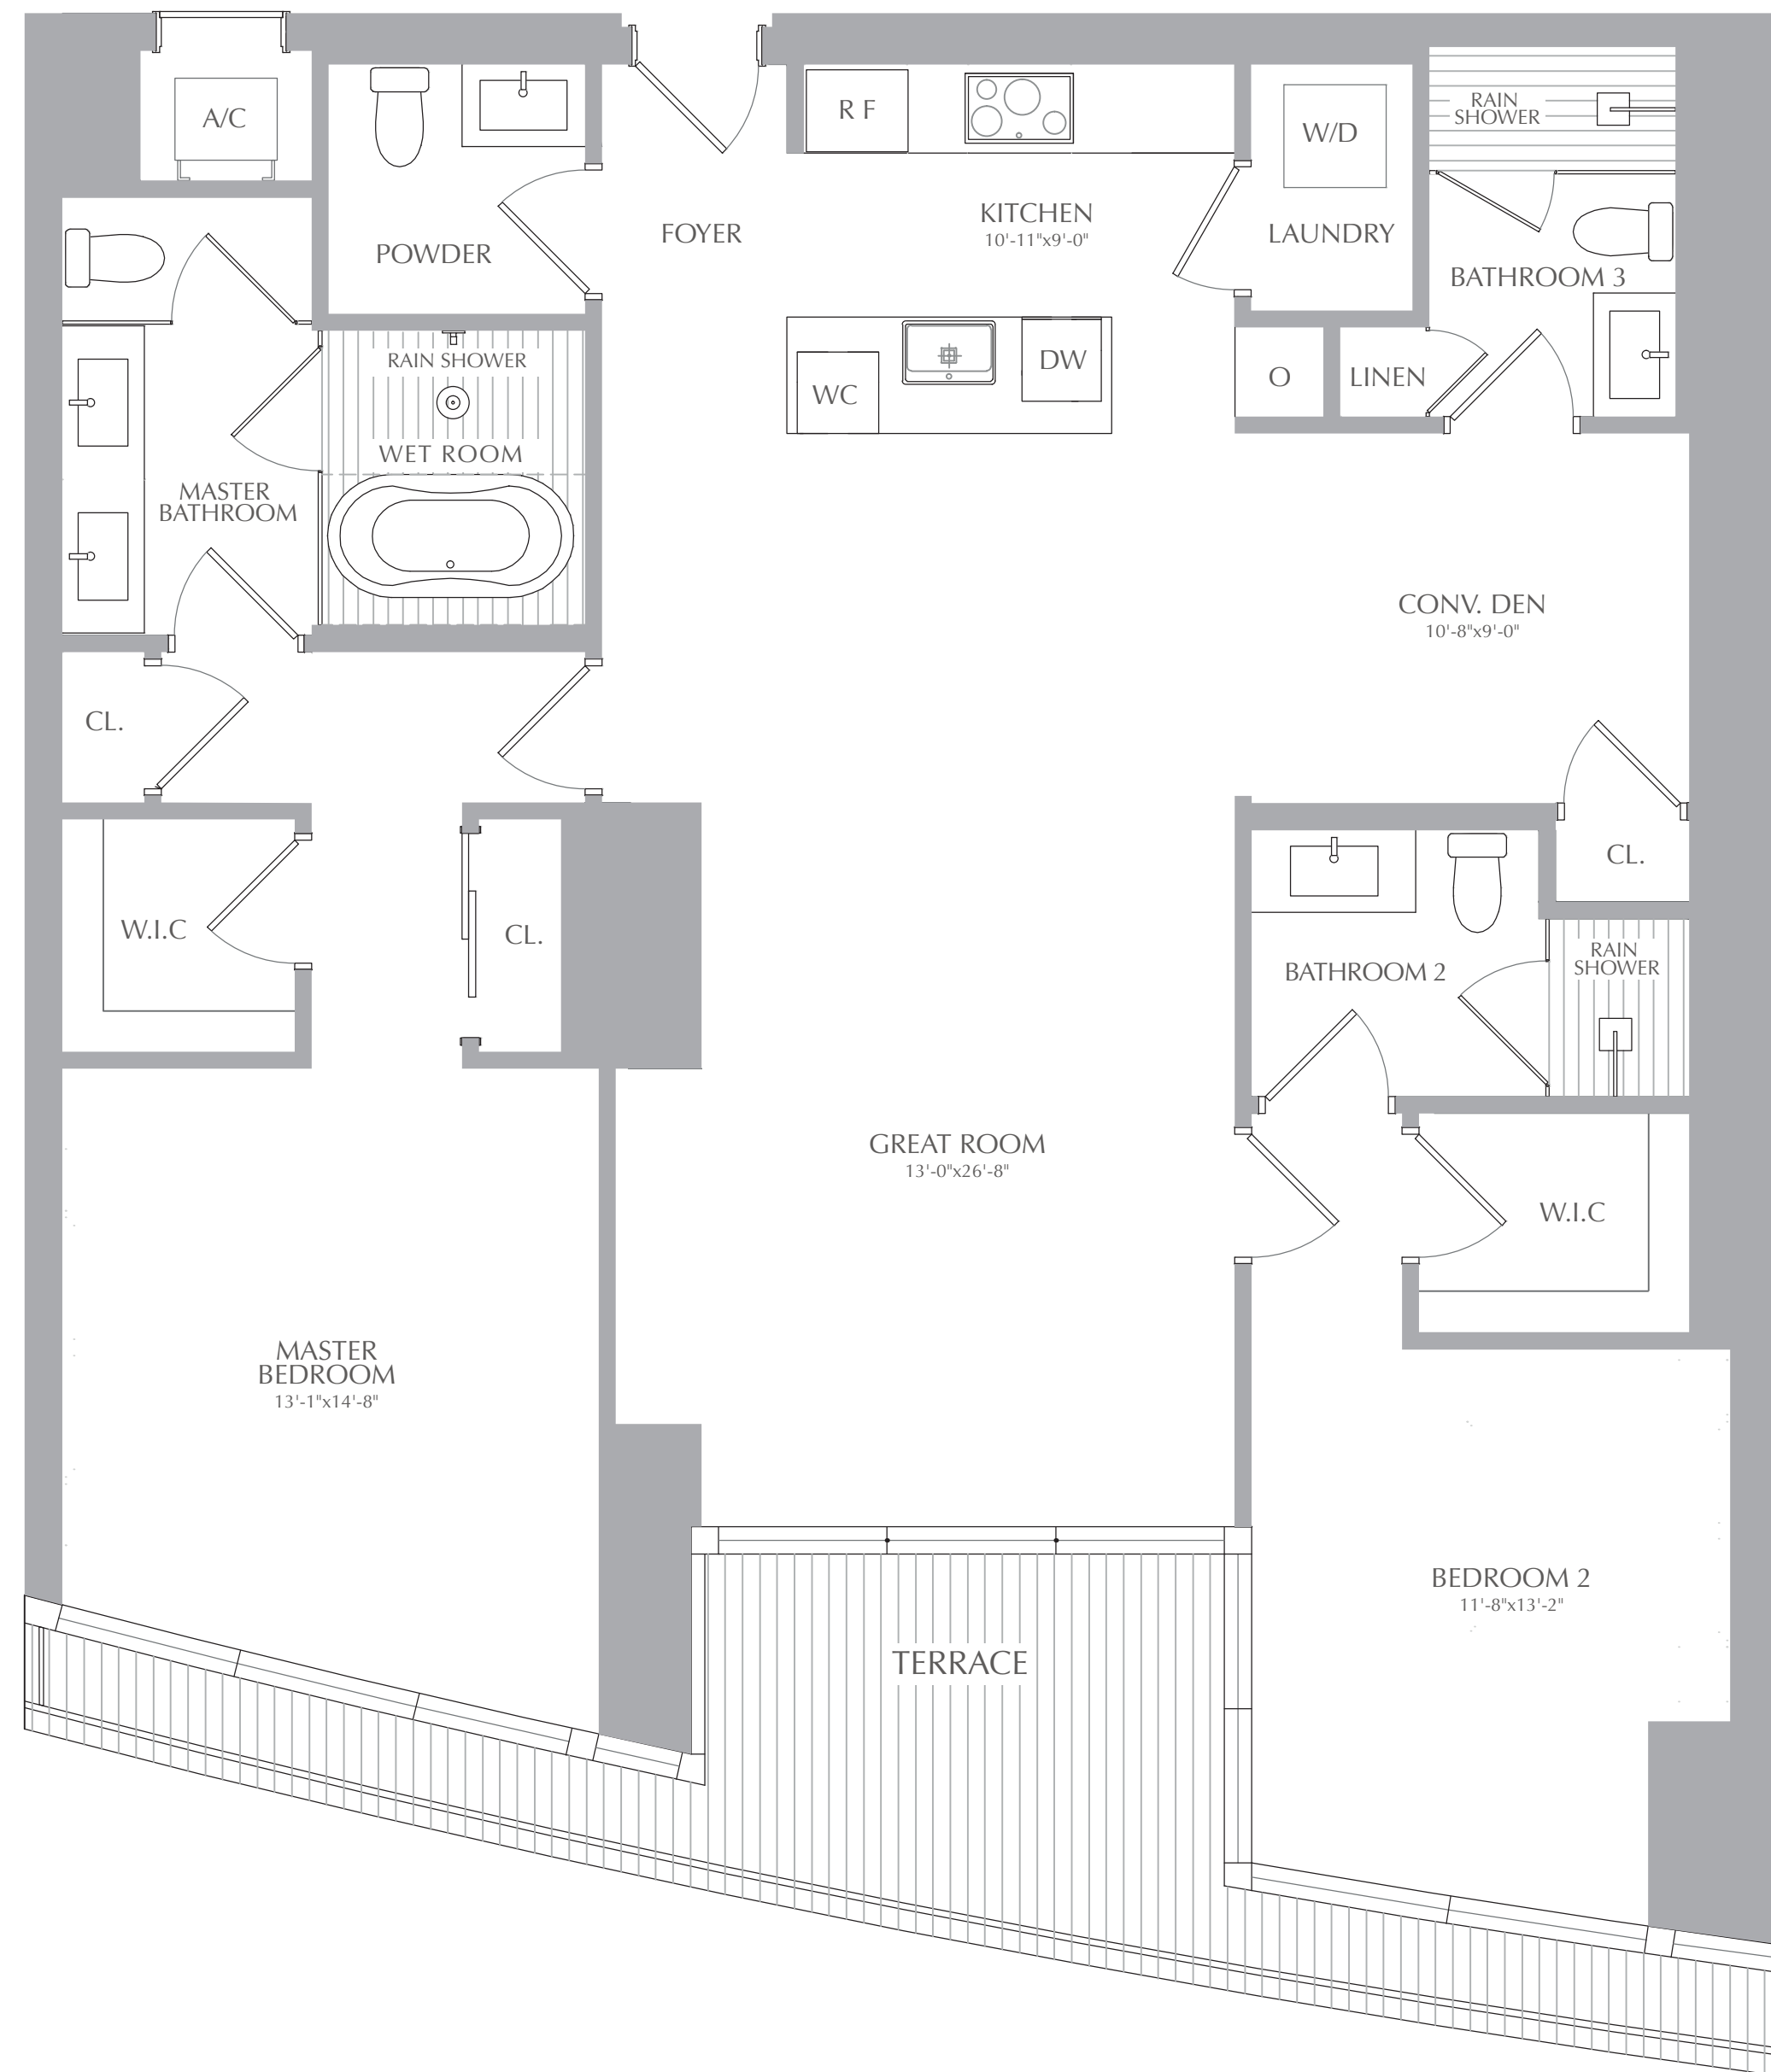 A/C
R F
W/D
RAIN
SHOWER
POWDER
FOYER
KITCHEN
10'-11"x9'-0"
LAUNDRY
BATHROOM 3
RAIN SHOWER
WC
DW
O
LINEN
WET ROOM
MASTER
BATHROOM
CONV. DEN
10'-8"x9'-0"
CL.
CL.
W.I.C
CL.
BATHROOM 2
RAIN
SHOWER
GREAT ROOM
13'-0"x26'-8"
W.I.C
MASTER
BEDROOM
13'-1"x14'-8"
BEDROOM 2
11'-8"x13'-2"
TERRACE